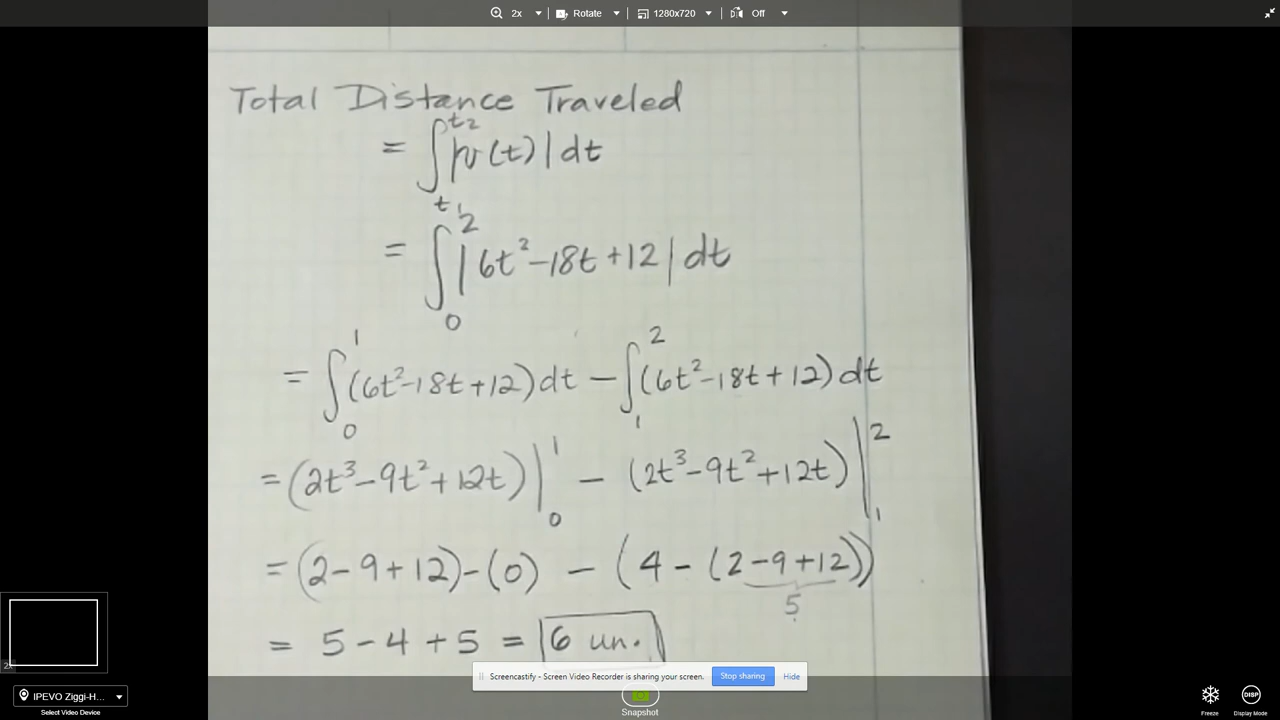 2x Rotate 1280x720 Off
Total Distance Traveled
= ∫_{t₁}^{t₂} |v(t)| dt
= ∫_0^2 |6t²-18t+12| dt
= ∫_0^1 (6t²-18t+12) dt - ∫_1^2 (6t²-18t+12) dt
= (2t³-9t²+12t)|_0^1 - (2t³-9t²+12t)|_1^2
= (2-9+12)-(0) - (4-(2-9+12))
5
= 5-4+5 = 6 un.
2x
Screencastify - Screen Video Recorder is sharing your screen. Stop sharing Hide
IPEVO Ziggi-H...
Select Video Device
Snapshot
Freeze
DISP
Display Mode